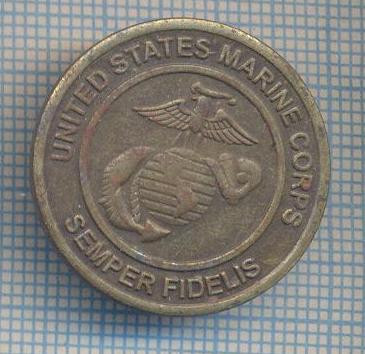 UNITED STATES MARINE CORPS
SEMPER FIDELIS